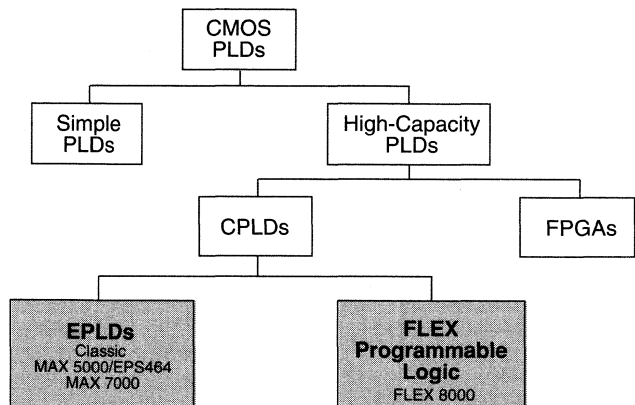 CMOS
PLDs
Simple
PLDs
High-Capacity
PLDs
CPLDs
FPGAs
EPLDs
Classic
MAX 5000/EPS464
MAX 7000
FLEX
Programmable
Logic
FLEX 8000